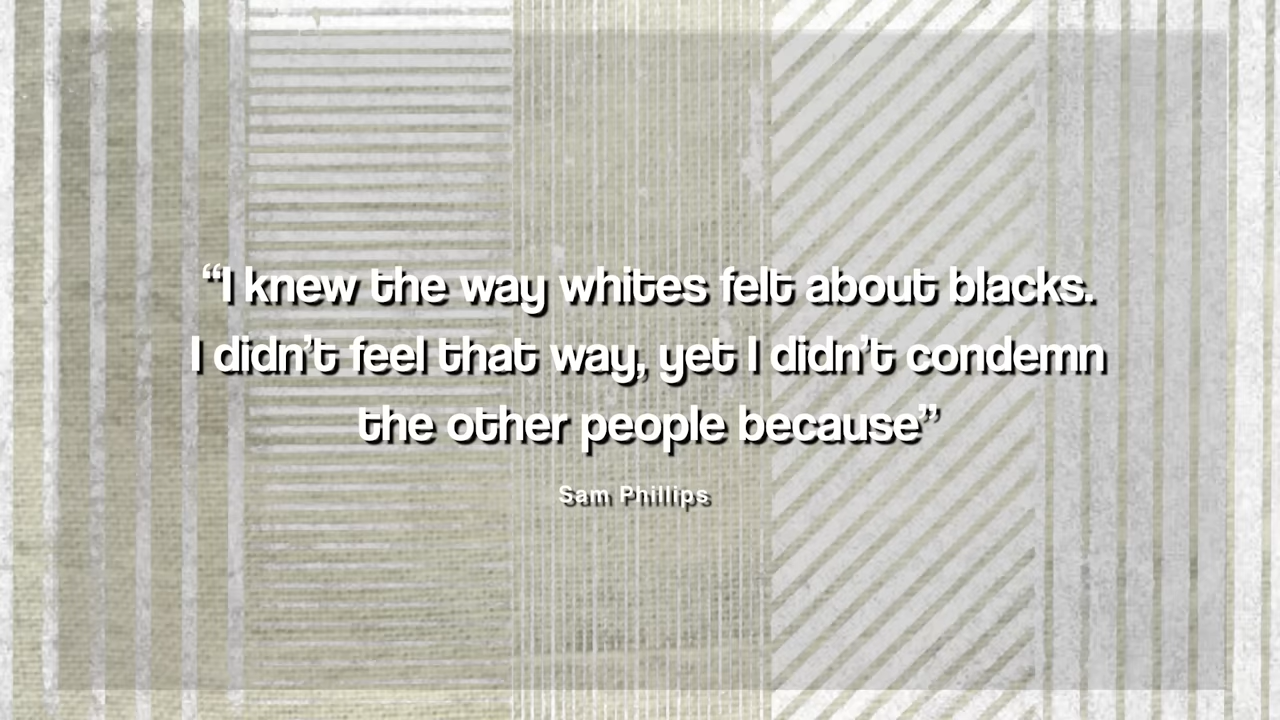 “I knew the way whites felt about blacks.
I didn’t feel that way, yet I didn’t condemn
the other people because”
Sam Phillips